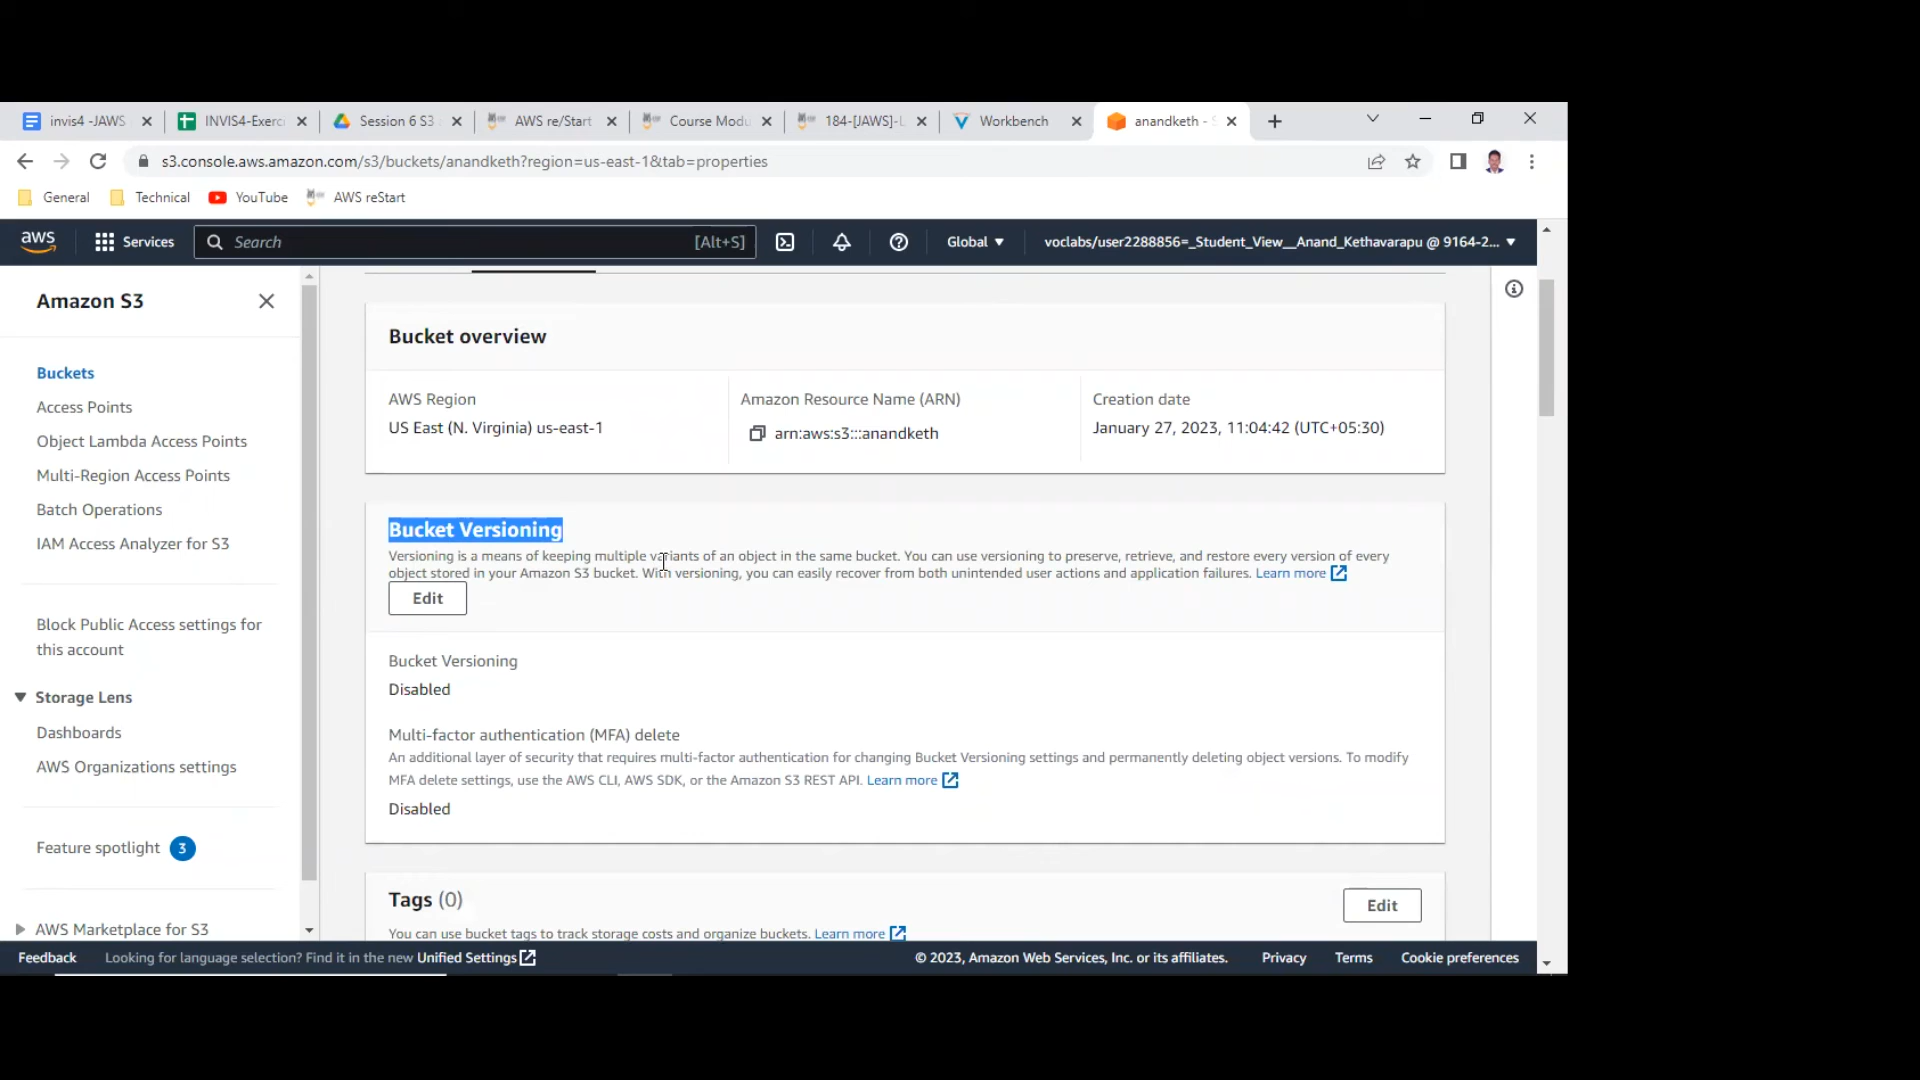 invis4 -JAWS
INVIS4-Exerc
Session 6 S3
AWS re/Start
Course Modu
184-[JAWS]-L
Workbench
anandketh - S
s3.console.aws.amazon.com/s3/buckets/anandketh?region=us-east-1&tab=properties
General
Technical
YouTube
AWS reStart
aws
Services
Search
[Alt+S]
Global
voclabs/user2288856=_Student_View__Anand_Kethavarapu @ 9164-2...
Amazon S3
Buckets
Access Points
Object Lambda Access Points
Multi-Region Access Points
Batch Operations
IAM Access Analyzer for S3
Block Public Access settings for
this account
Storage Lens
Dashboards
AWS Organizations settings
Feature spotlight 3
AWS Marketplace for S3
Bucket overview
AWS Region
US East (N. Virginia) us-east-1
Amazon Resource Name (ARN)
arn:aws:s3:::anandketh
Creation date
January 27, 2023, 11:04:42 (UTC+05:30)
Bucket Versioning
Versioning is a means of keeping multiple variants of an object in the same bucket. You can use versioning to preserve, retrieve, and restore every version of every
object stored in your Amazon S3 bucket. With versioning, you can easily recover from both unintended user actions and application failures. Learn more
Edit
Bucket Versioning
Disabled
Multi-factor authentication (MFA) delete
An additional layer of security that requires multi-factor authentication for changing Bucket Versioning settings and permanently deleting object versions. To modify
MFA delete settings, use the AWS CLI, AWS SDK, or the Amazon S3 REST API. Learn more
Disabled
Tags (0)
Edit
You can use bucket tags to track storage costs and organize buckets. Learn more
Feedback
Looking for language selection? Find it in the new Unified Settings
© 2023, Amazon Web Services, Inc. or its affiliates.
Privacy
Terms
Cookie preferences